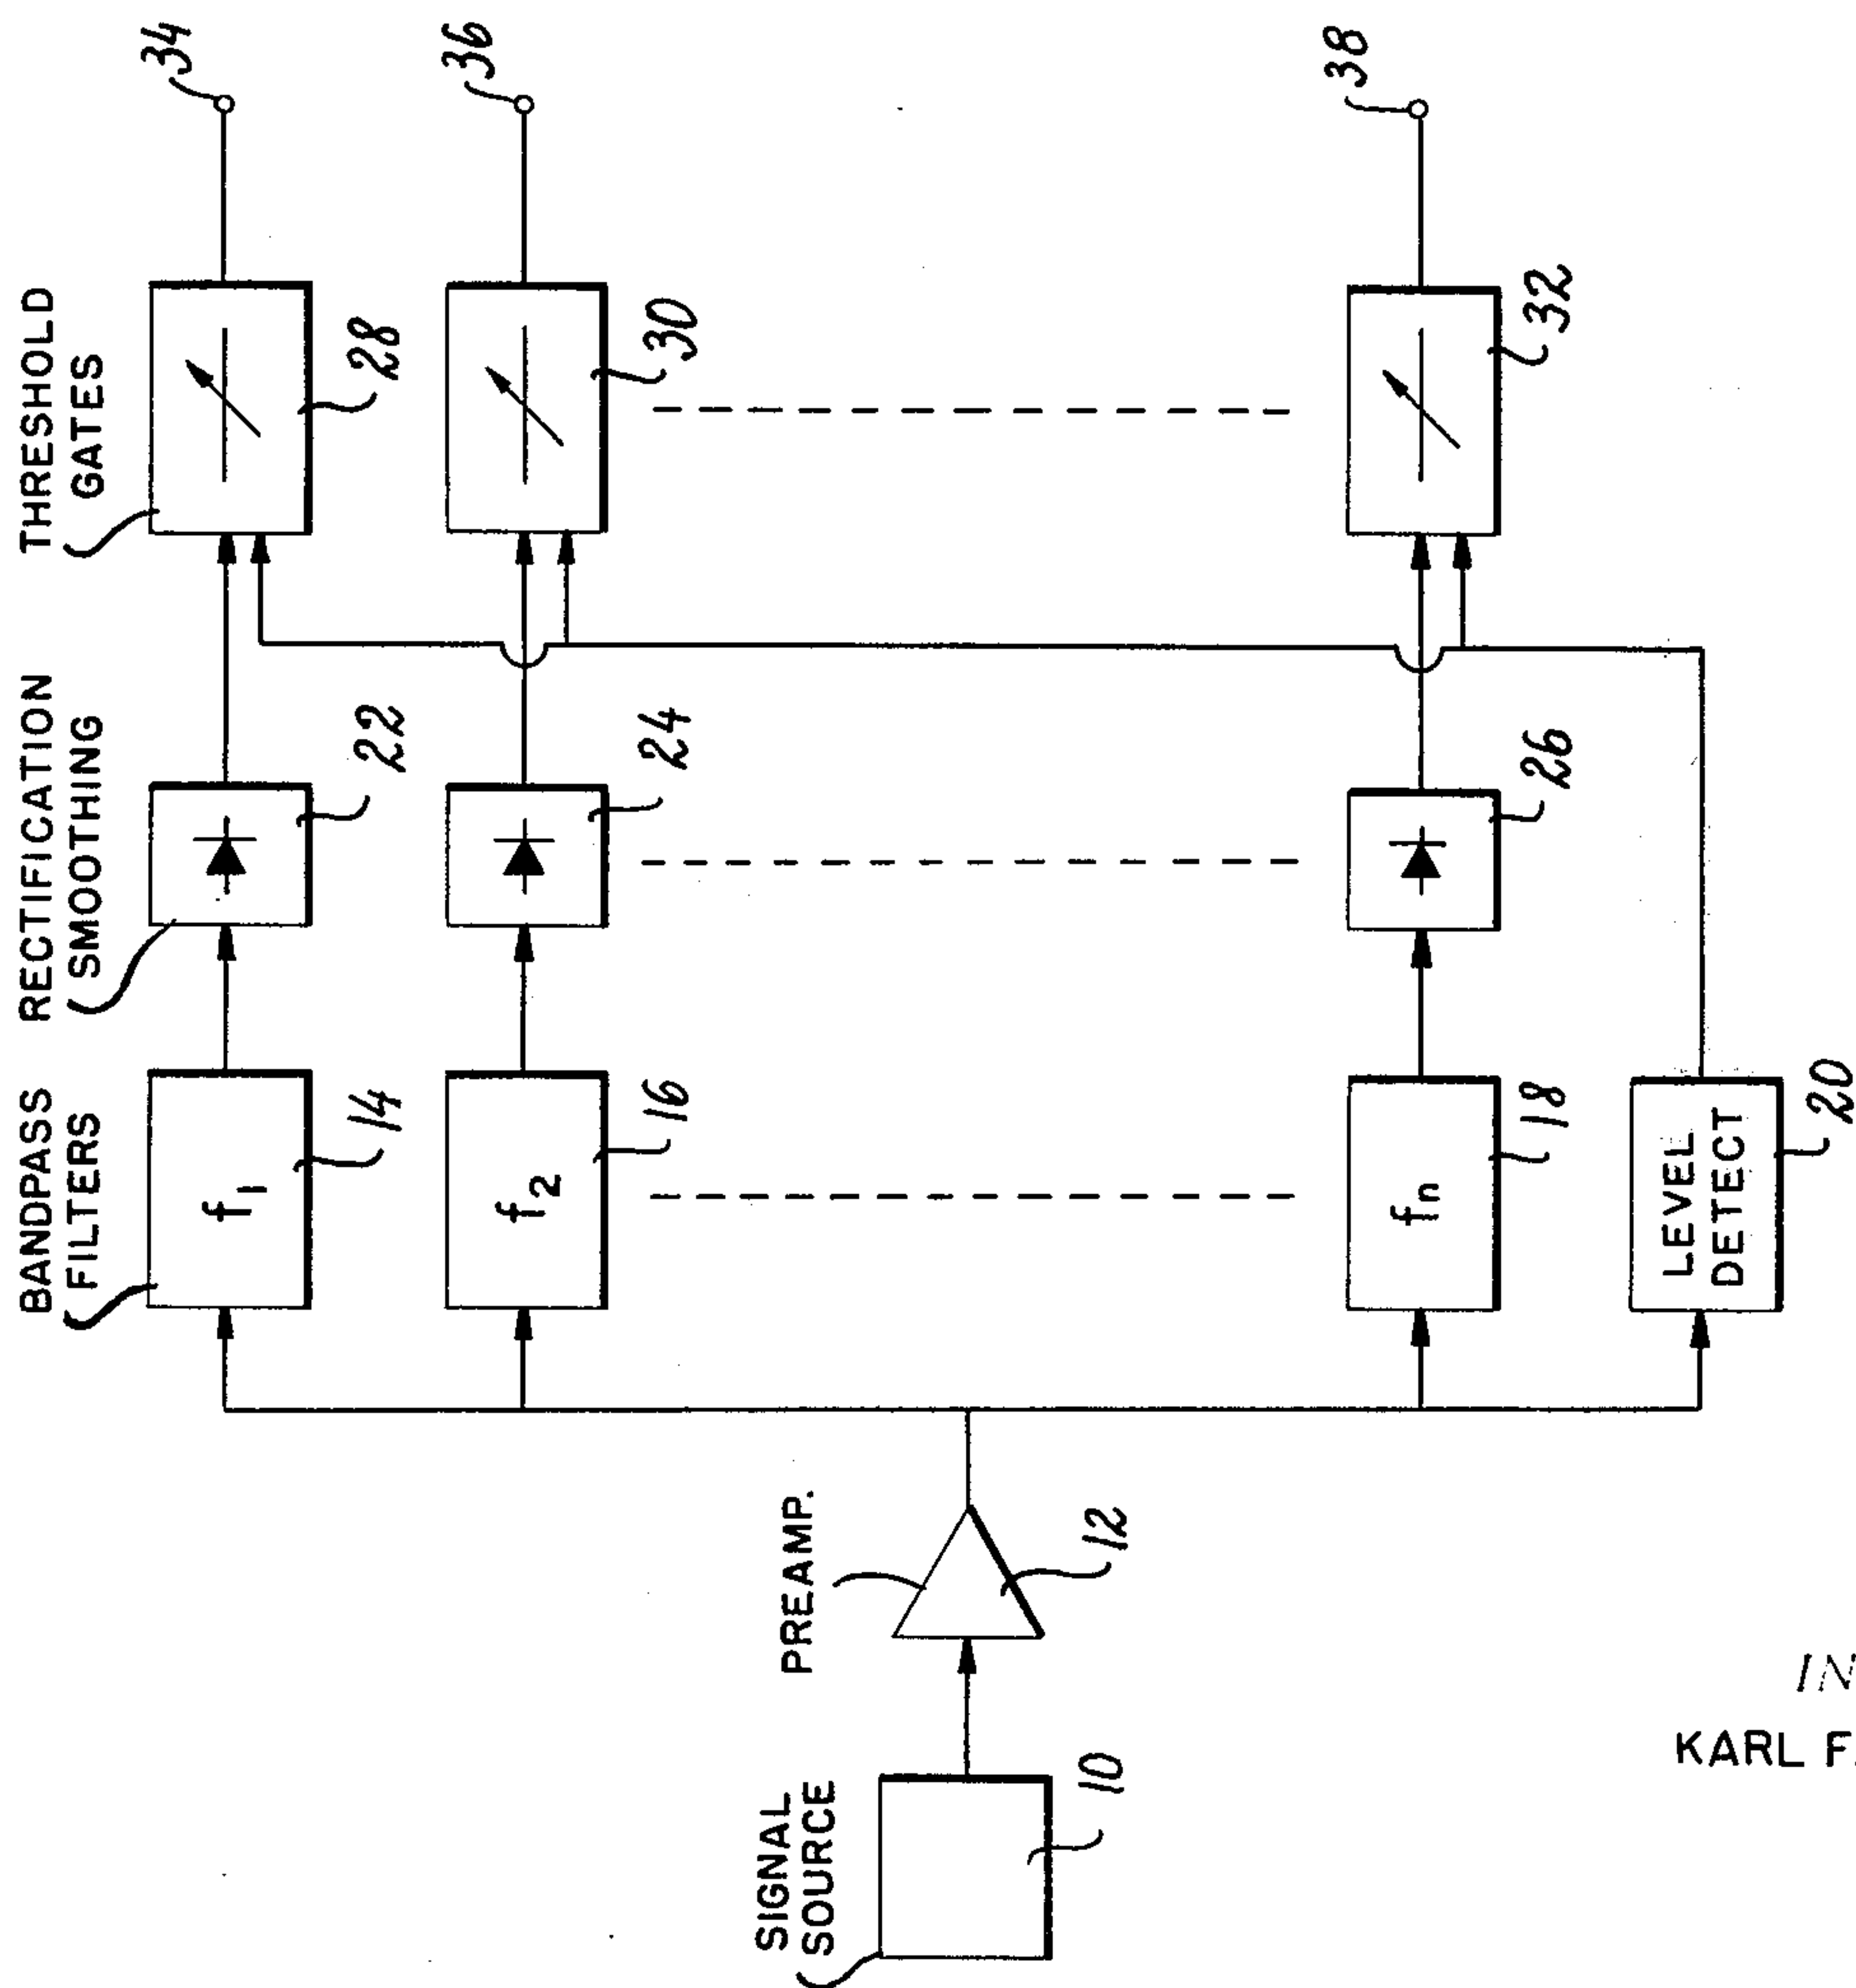 SIGNAL
SOURCE
10
PREAMP.
12
BANDPASS
FILTERS
f1
14
f2
16
fn
18
LEVEL
DETECT
20
RECTIFICATION
SMOOTHING
22
24
26
THRESHOLD
GATES
28
30
32
34
36
38
KARL F.